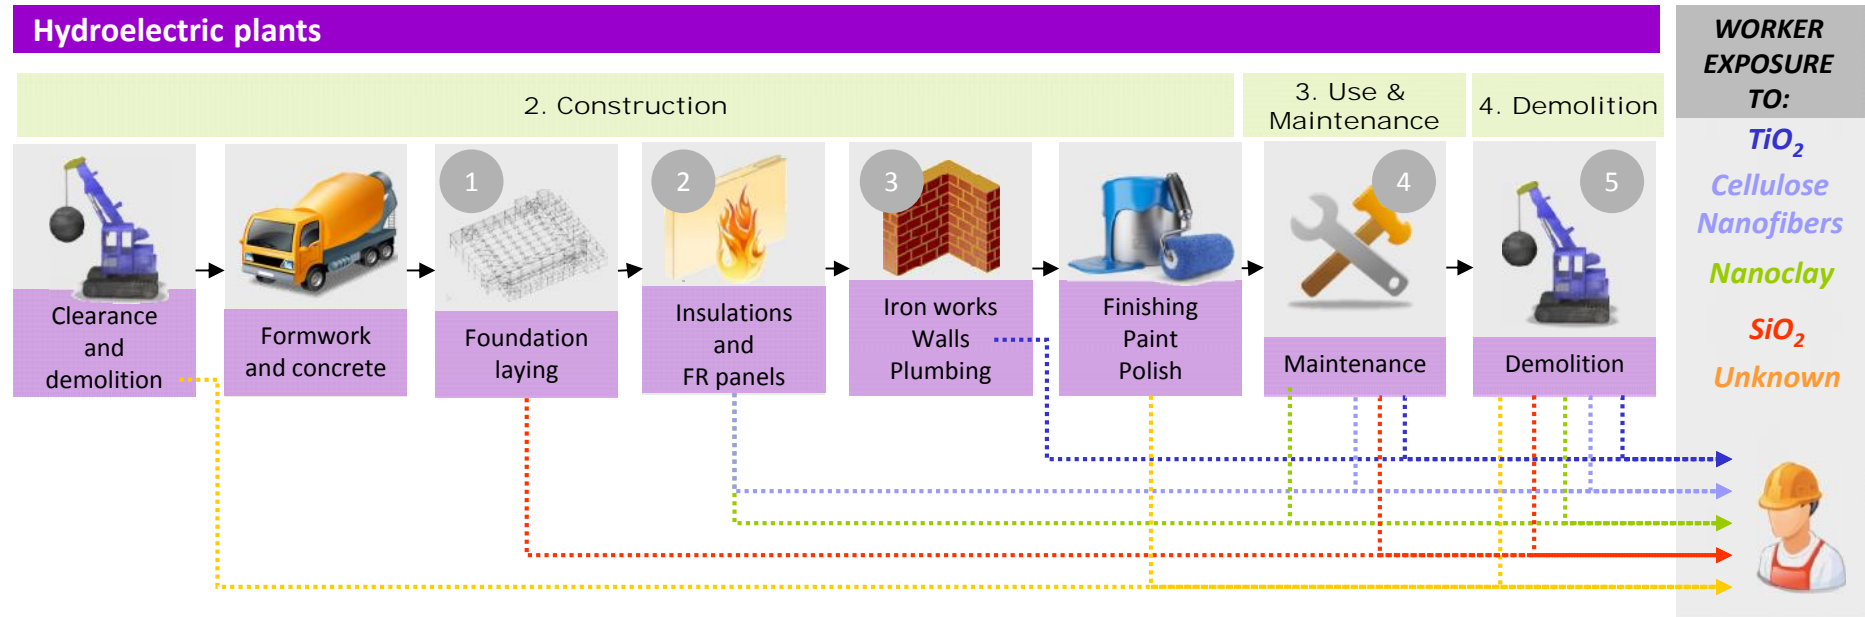 Hydroelectric plants
WORKER
EXPOSURE
TO:
2. Construction
3. Use &
Maintenance
4. Demolition
1
2
3
4
5
Clearance
and
demolition
Formwork
and concrete
Foundation
laying
Insulations
and
FR panels
Iron works
Walls
Plumbing
Finishing
Paint
Polish
Maintenance
Demolition
TiO2
Cellulose
Nanofibers
Nanoclay
SiO2
Unknown